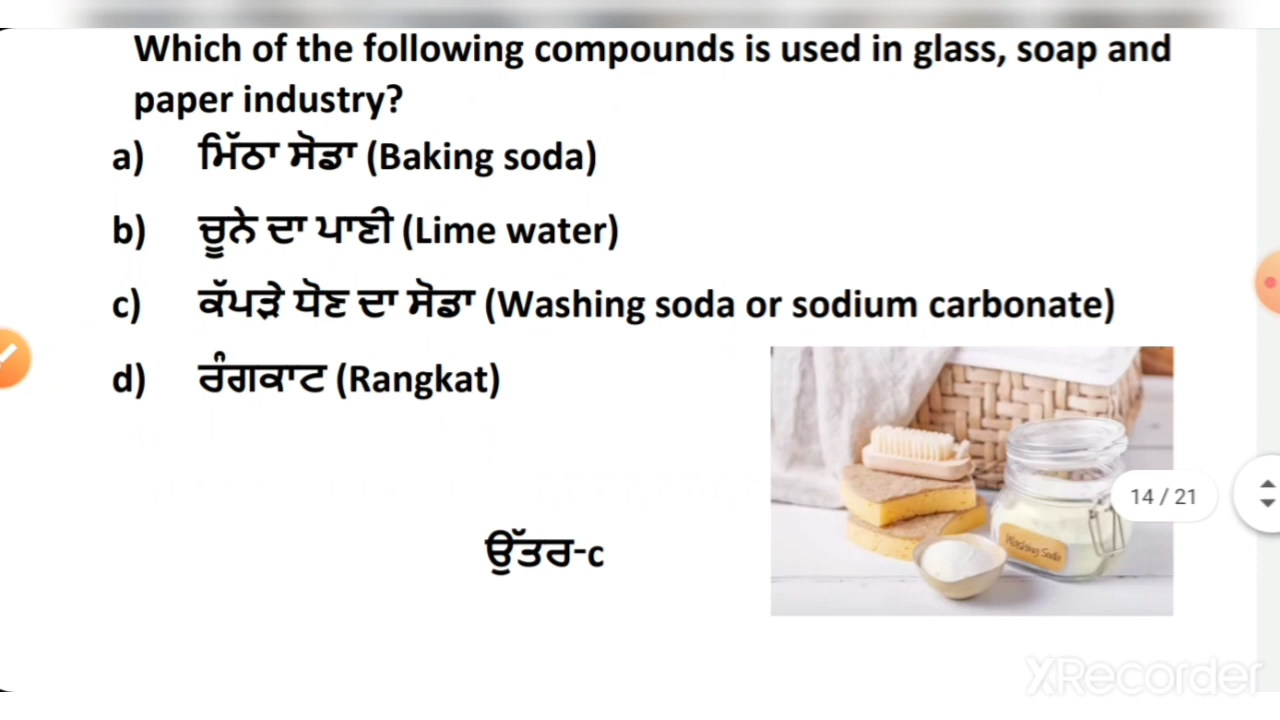 Which of the following compounds is used in glass, soap and
paper industry?
a) ਮਿੱਠਾ ਸੋਡਾ (Baking soda)
b) ਚੂਨੇ ਦਾ ਪਾਣੀ (Lime water)
c) ਕੱਪੜੇ ਧੋਣ ਦਾ ਸੋਡਾ (Washing soda or sodium carbonate)
d) ਰੰਗਕਾਟ (Rangkat)
14 / 21
Washing Soda
ਉੱਤਰ-c
XRecorder